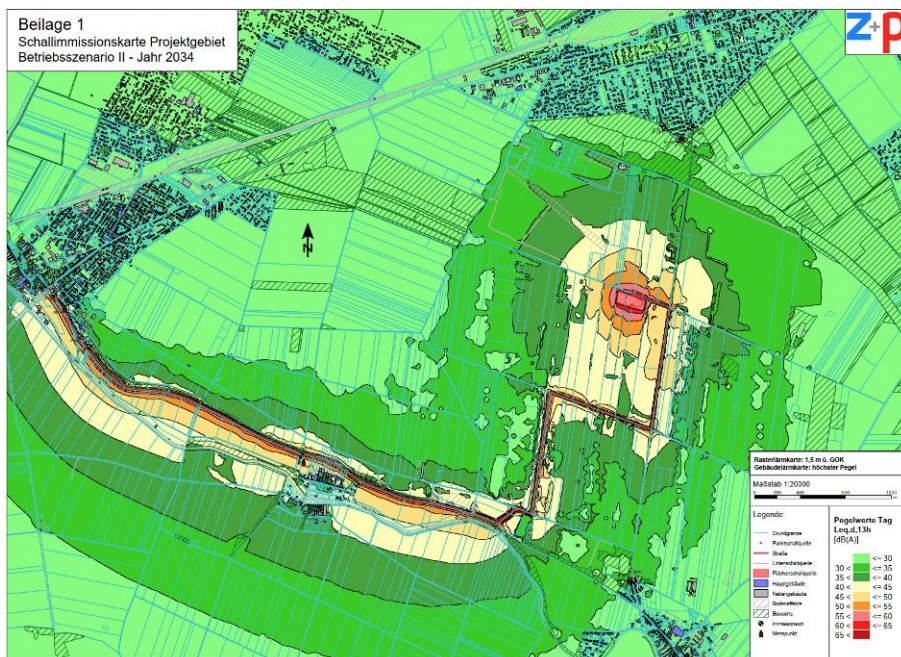 Beilage 1
Schallimmissionskarte Projektgebiet
Betriebsszenario II - Jahr 2034
z+p
N
Rasterlärmkarte: 1,5 m ü. GOK
Gebäudelärmkarte: höchster Pegel
Maßstab 1:20000
Legende:
Grundgrenze
Punktschallquelle
Straße
Linienschallquelle
Flächenschallquelle
Hauptgebäude
Nebengebäude
Bodeneffekte
Bewuchs
Immissionsort
Messpunkt
Pegelwerte Tag
Leq,d,13h
[dB(A)]
<= 30
30 < <= 35
35 < <= 40
40 < <= 45
45 < <= 50
50 < <= 55
55 < <= 60
60 < <= 65
65 <